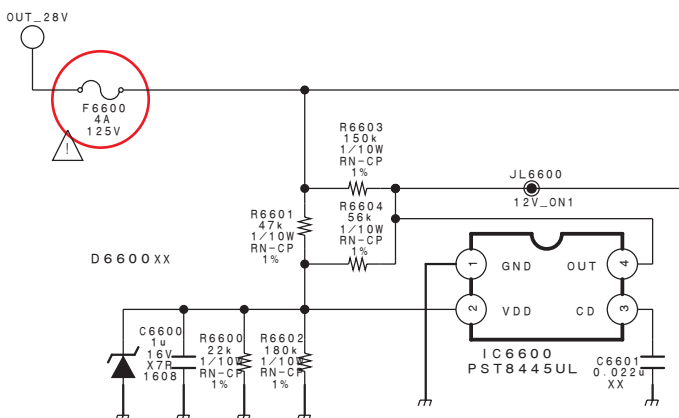 OUT_28V
F6600
4A
125V
!
R6603
150k
1/10W
RN-CP
1%
JL6600
12V_ON1
R6604
56k
1/10W
RN-CP
1%
R6601
47k
1/10W
RN-CP
1%
D6600XX
1 GND OUT 4
2 VDD CD 3
IC6600
PST8445UL
C6600
1u
16V
X7R
1608
R6600
22k
1/10W
RN-CP
1%
R6602
180k
1/10W
RN-CP
1%
C6601
0.022u
XX